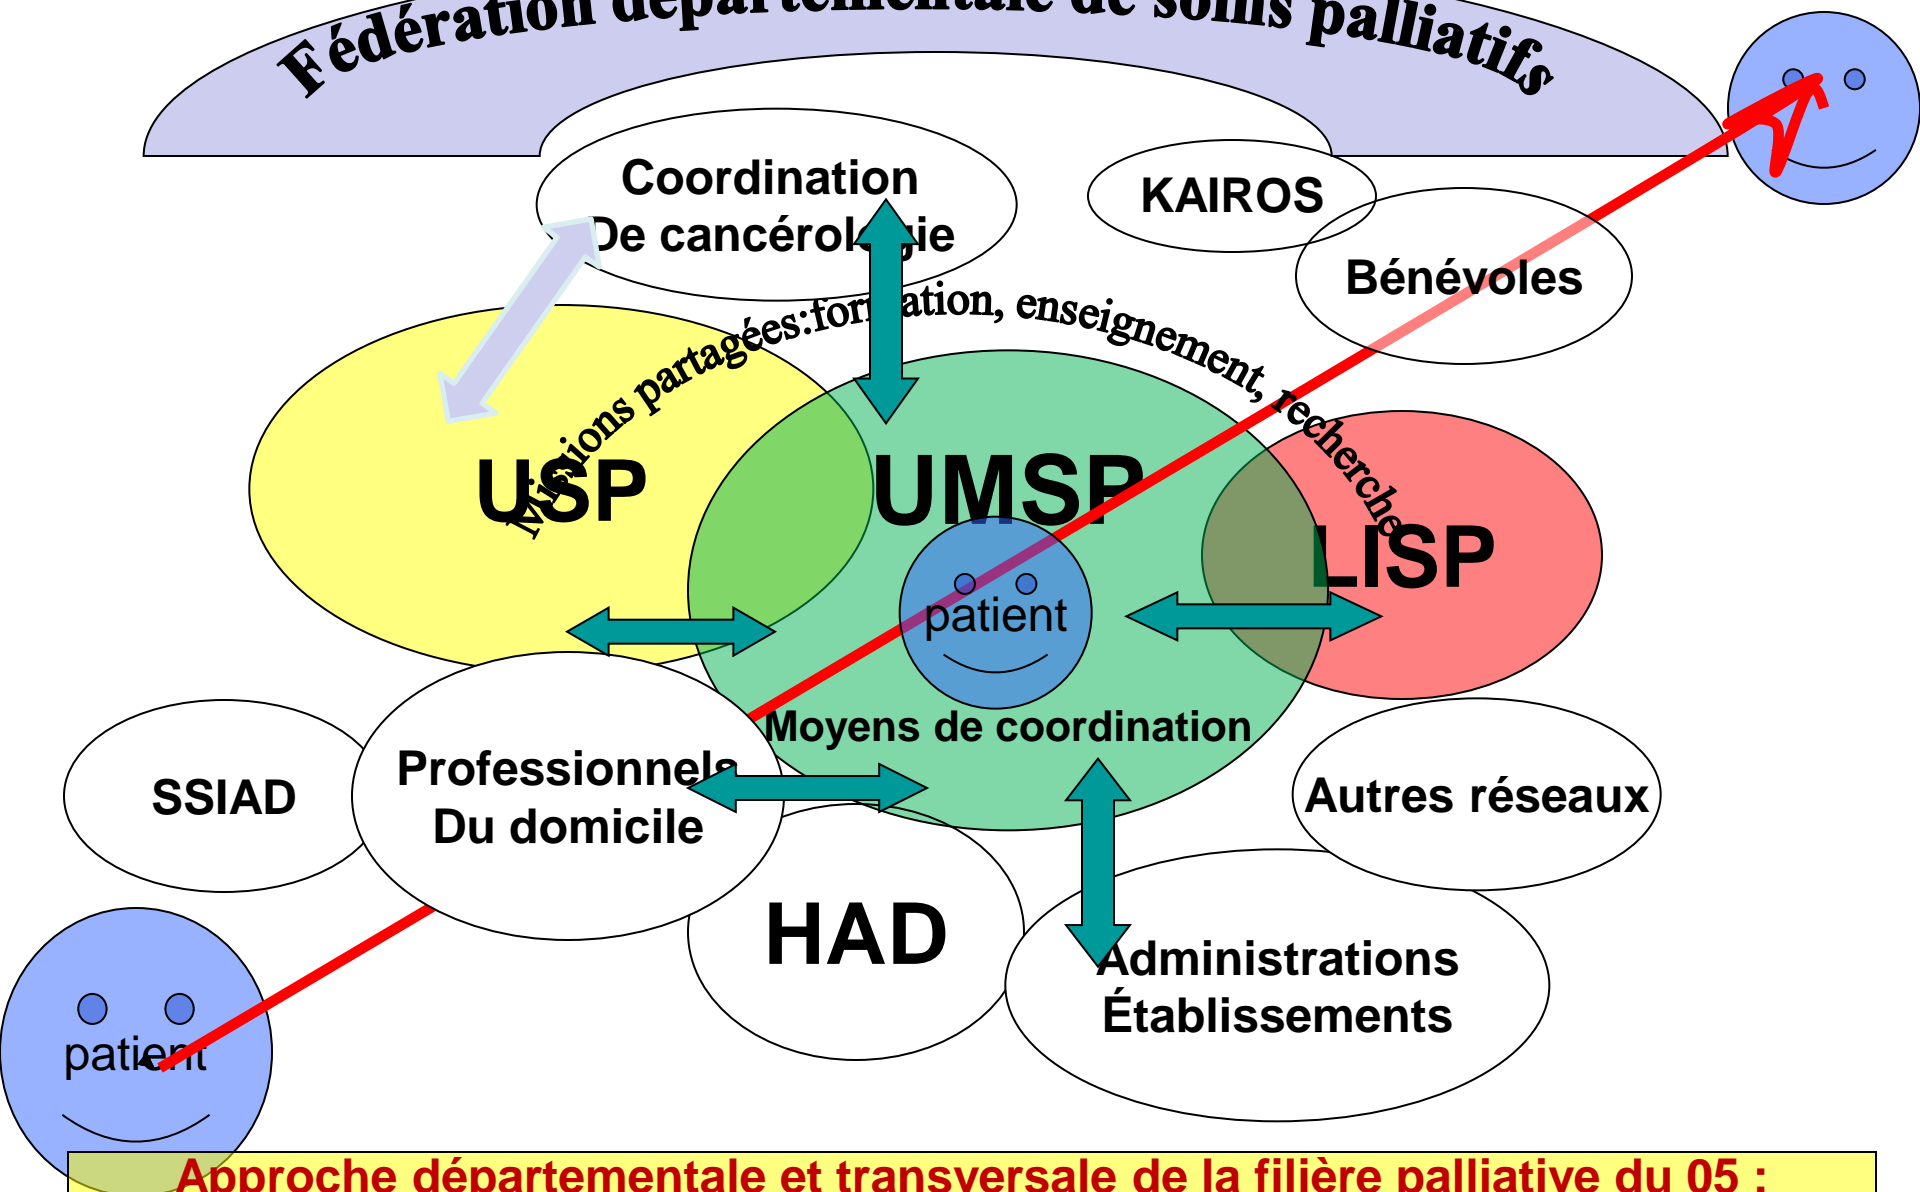 Fédération départementale de soins palliatifs
Coordination
De cancérologie
KAIROS
Bénévoles
Missions partagées:formation, enseignement, recherche
USP
UMSP
LISP
patient
Moyens de coordination
SSIAD
Professionnels
Du domicile
Autres réseaux
HAD
Administrations
Établissements
patient
Approche départementale et transversale de la filière palliative du 05 :